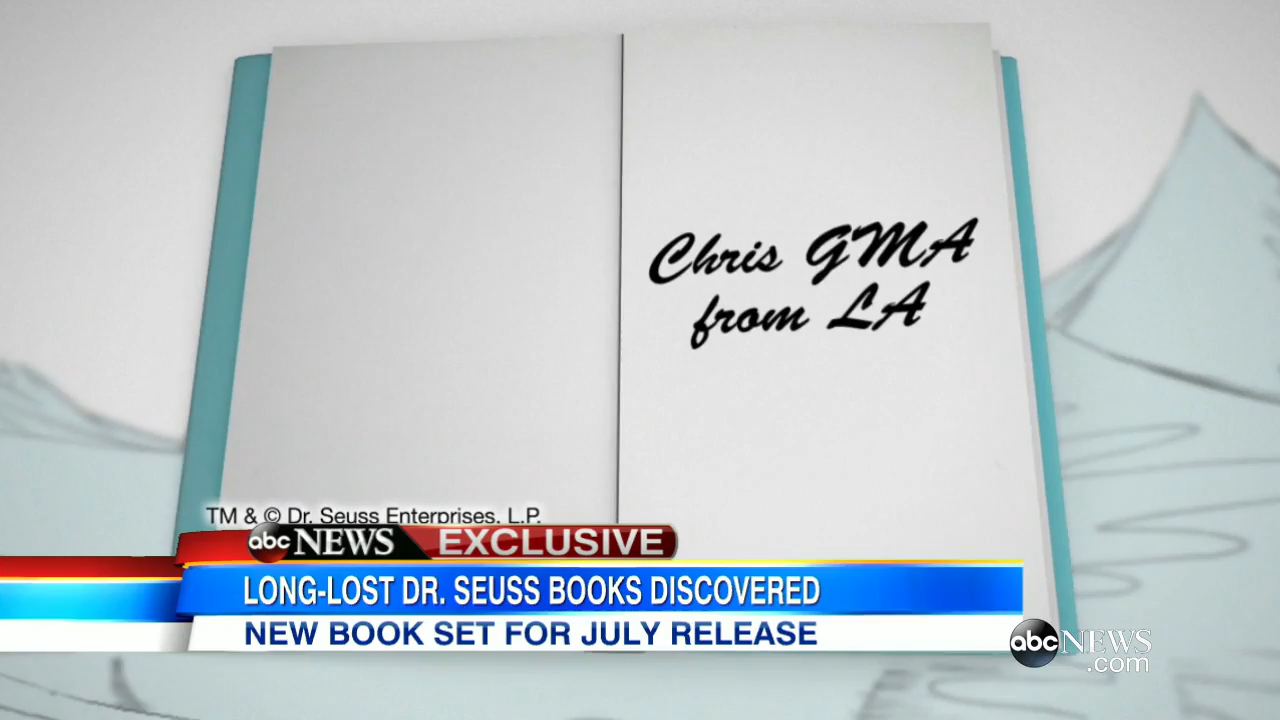 Chris GMA
from LA
TM & © Dr. Seuss Enterprises, L.P.
abc NEWS EXCLUSIVE
LONG-LOST DR. SEUSS BOOKS DISCOVERED
NEW BOOK SET FOR JULY RELEASE
abc NEWS
.com